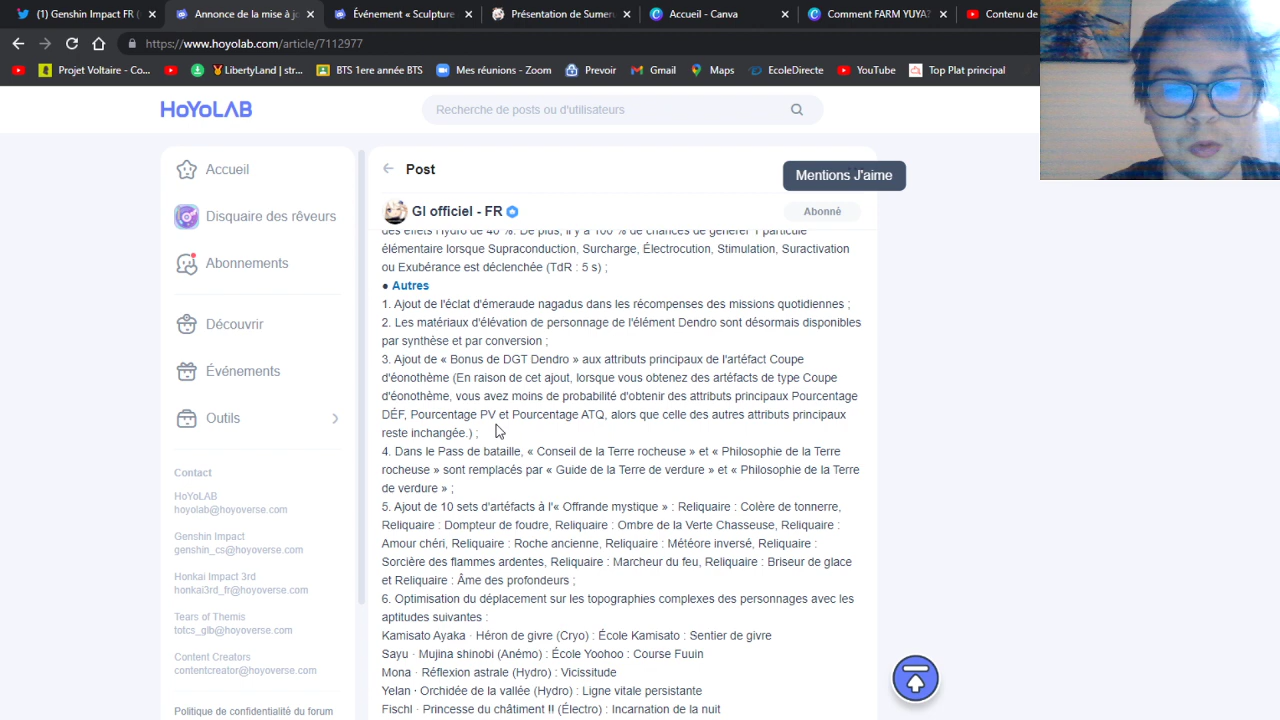 Genshin Impact FR (
Annonce de la mise à jo
Événement « Sculpture
Présentation de Sumer
Accueil - Canva
Comment FARM YUYA?
Contenu de
https://www.hoyolab.com/article/7112977
Projet Voltaire - Co...
LibertyLand | str...
BTS 1ere année BTS
Mes réunions - Zoom
Prevoir
Gmail
Maps
EcoleDirecte
YouTube
Top Plat principal
HoYoLAB
Recherche de posts ou d'utilisateurs
Accueil
Disquaire des rêveurs
Abonnements
Découvrir
Événements
Outils
Contact
HoYoLAB
hoyolab@hoyoverse.com
Genshin Impact
genshin_cs@hoyoverse.com
Honkai Impact 3rd
honkai3rd_fr@hoyoverse.com
Tears of Themis
totcs_glb@hoyoverse.com
Content Creators
contentcreator@hoyoverse.com
Politique de confidentialité du forum
Post
Mentions J'aime
GI officiel - FR
Abonné
des effets Hydro de 40 %. De plus, il y a 100 % de chances de générer 1 particule
élémentaire lorsque Supraconduction, Surcharge, Électrocution, Stimulation, Suractivation
ou Exubérance est déclenchée (TdR : 5 s) ;
● Autres
1. Ajout de l'éclat d'émeraude nagadus dans les récompenses des missions quotidiennes ;
2. Les matériaux d'élévation de personnage de l'élément Dendro sont désormais disponibles
par synthèse et par conversion ;
3. Ajout de « Bonus de DGT Dendro » aux attributs principaux de l'artéfact Coupe
d'éonothème (En raison de cet ajout, lorsque vous obtenez des artéfacts de type Coupe
d'éonothème, vous avez moins de probabilité d'obtenir des attributs principaux Pourcentage
DÉF, Pourcentage PV et Pourcentage ATQ, alors que celle des autres attributs principaux
reste inchangée.) ;
4. Dans le Pass de bataille, « Conseil de la Terre rocheuse » et « Philosophie de la Terre
rocheuse » sont remplacés par « Guide de la Terre de verdure » et « Philosophie de la Terre
de verdure » ;
5. Ajout de 10 sets d'artéfacts à l'« Offrande mystique » : Reliquaire : Colère de tonnerre,
Reliquaire : Dompteur de foudre, Reliquaire : Ombre de la Verte Chasseuse, Reliquaire :
Amour chéri, Reliquaire : Roche ancienne, Reliquaire : Météore inversé, Reliquaire :
Sorcière des flammes ardentes, Reliquaire : Marcheur du feu, Reliquaire : Briseur de glace
et Reliquaire : Âme des profondeurs ;
6. Optimisation du déplacement sur les topographies complexes des personnages avec les
aptitudes suivantes :
Kamisato Ayaka · Héron de givre (Cryo) : École Kamisato : Sentier de givre
Sayu · Mujina shinobi (Anémo) : École Yoohoo : Course Fuuin
Mona · Réflexion astrale (Hydro) : Vicissitude
Yelan · Orchidée de la vallée (Hydro) : Ligne vitale persistante
Fischl · Princesse du châtiment !! (Électro) : Incarnation de la nuit